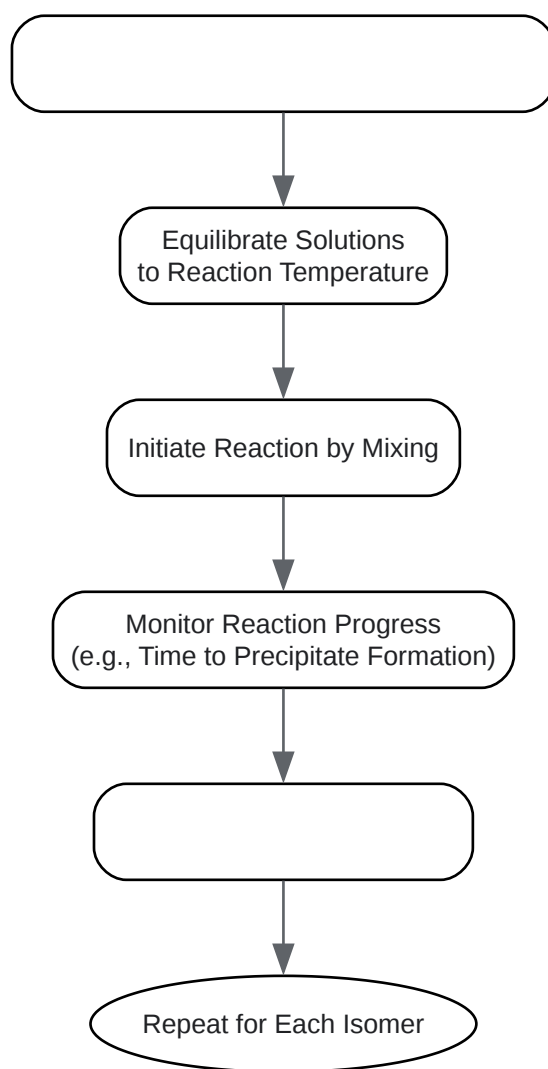 Equilibrate Solutions
to Reaction Temperature
Initiate Reaction by Mixing
Monitor Reaction Progress
(e.g., Time to Precipitate Formation)
Repeat for Each Isomer